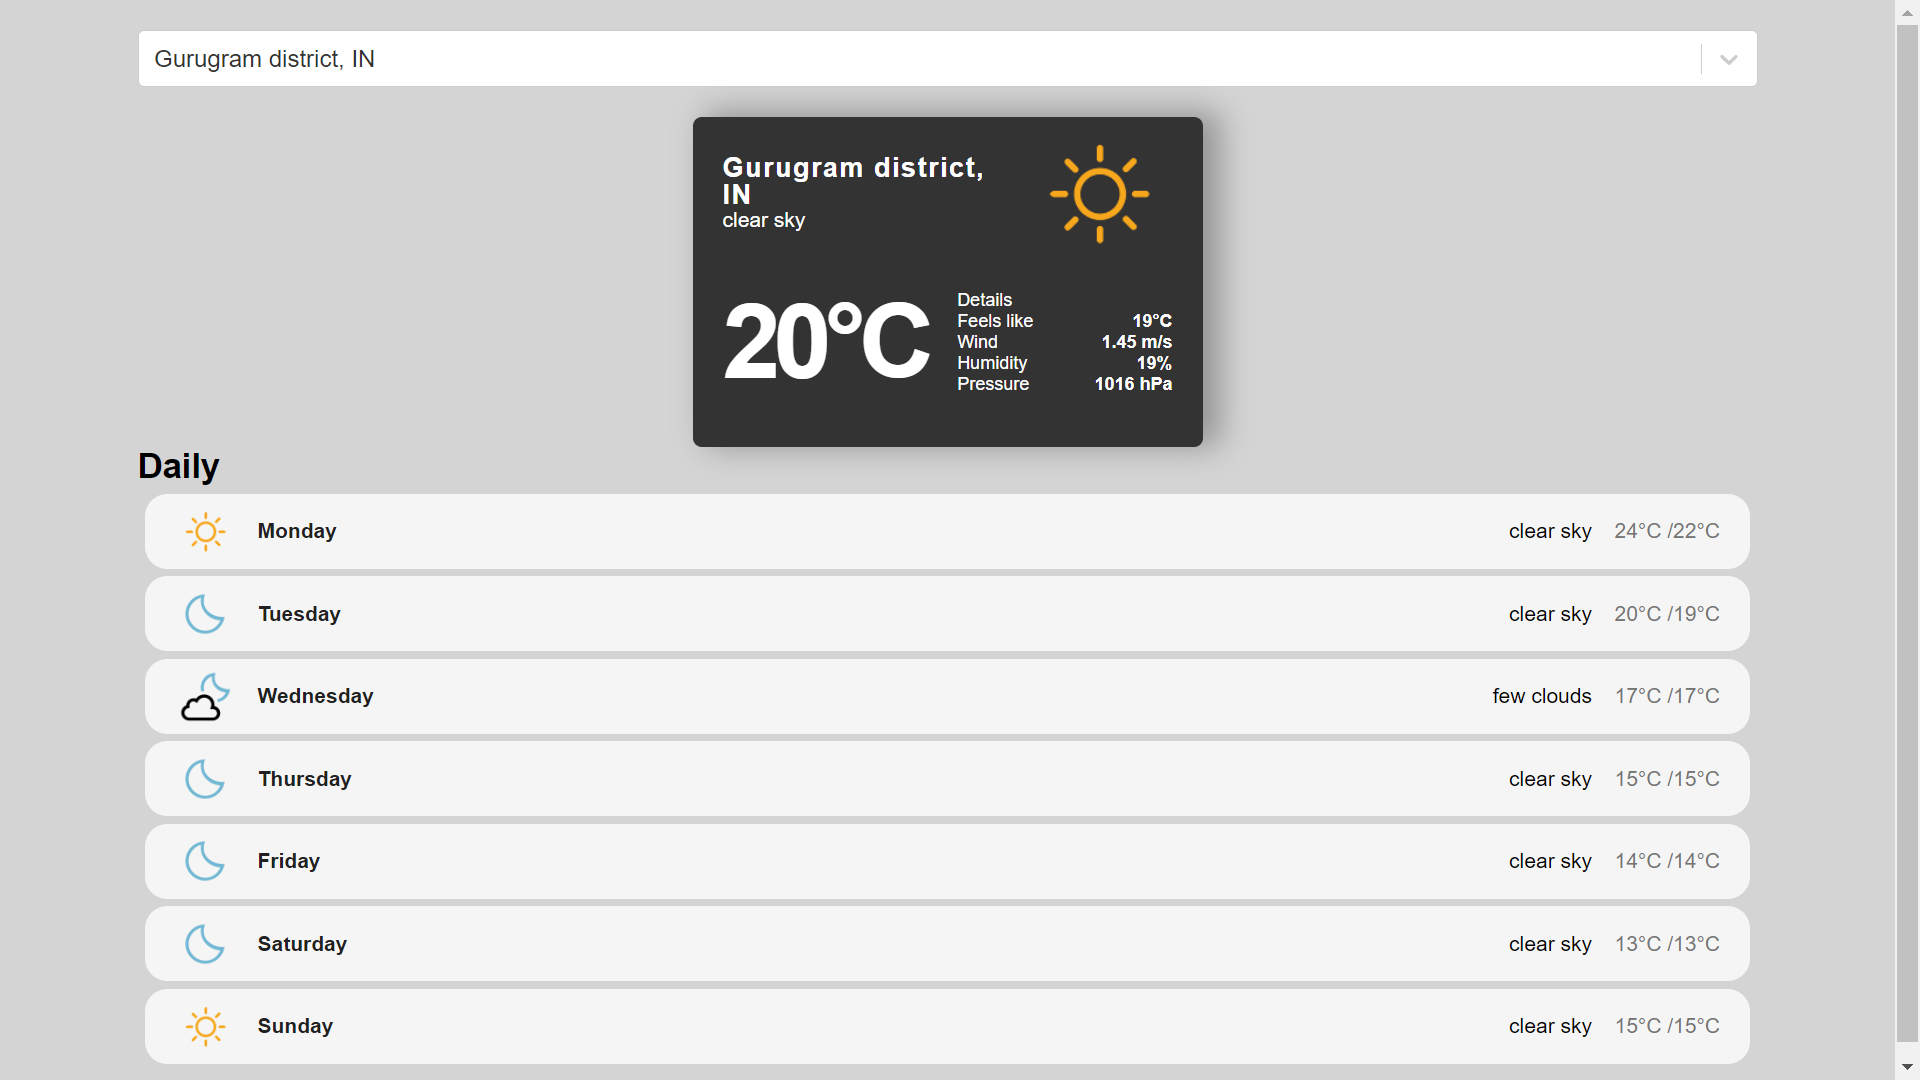 Gurugram district, IN
Gurugram district,
IN
clear sky
20°C
Details
Feels like 19°C
Wind 1.45 m/s
Humidity 19%
Pressure 1016 hPa
Daily
Monday clear sky 24°C /22°C
Tuesday clear sky 20°C /19°C
Wednesday few clouds 17°C /17°C
Thursday clear sky 15°C /15°C
Friday clear sky 14°C /14°C
Saturday clear sky 13°C /13°C
Sunday clear sky 15°C /15°C